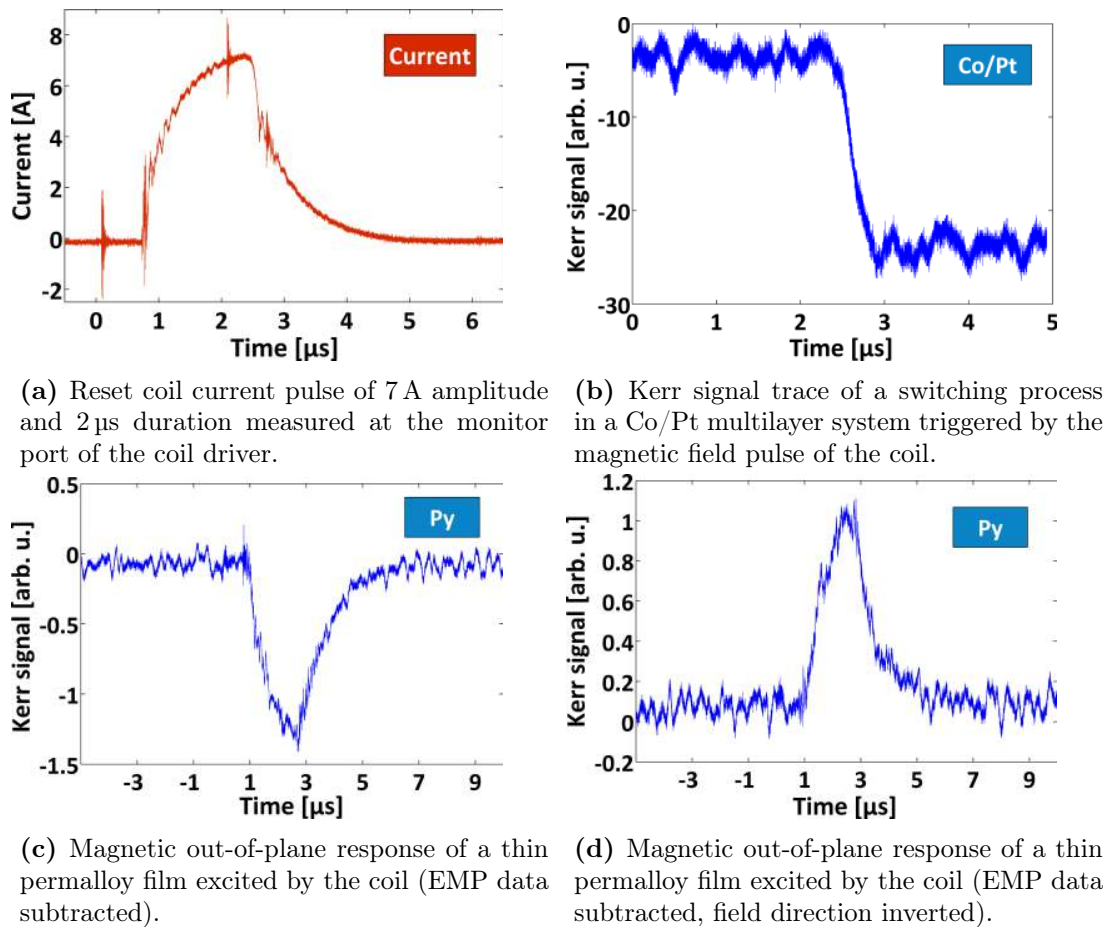 8
6
4
2
0
-2
Current [A]
Current
0 1 2 3 4 5 6
Time [µs]
0
-10
-20
-30
Kerr signal [arb. u.]
Co/Pt
0 1 2 3 4 5
Time [µs]
(a) Reset coil current pulse of 7 A amplitude
and 2 µs duration measured at the monitor
port of the coil driver.
(b) Kerr signal trace of a switching process
in a Co/Pt multilayer system triggered by the
magnetic field pulse of the coil.
0.5
0
-0.5
-1
-1.5
Kerr signal [arb. u.]
Py
-3 -1 1 3 5 7 9
Time [µs]
1.2
1
0.8
0.6
0.4
0.2
0
-0.2
Kerr signal [arb. u.]
Py
-3 -1 1 3 5 7 9
Time [µs]
(c) Magnetic out-of-plane response of a thin
permalloy film excited by the coil (EMP data
subtracted).
(d) Magnetic out-of-plane response of a thin
permalloy film excited by the coil (EMP data
subtracted, field direction inverted).